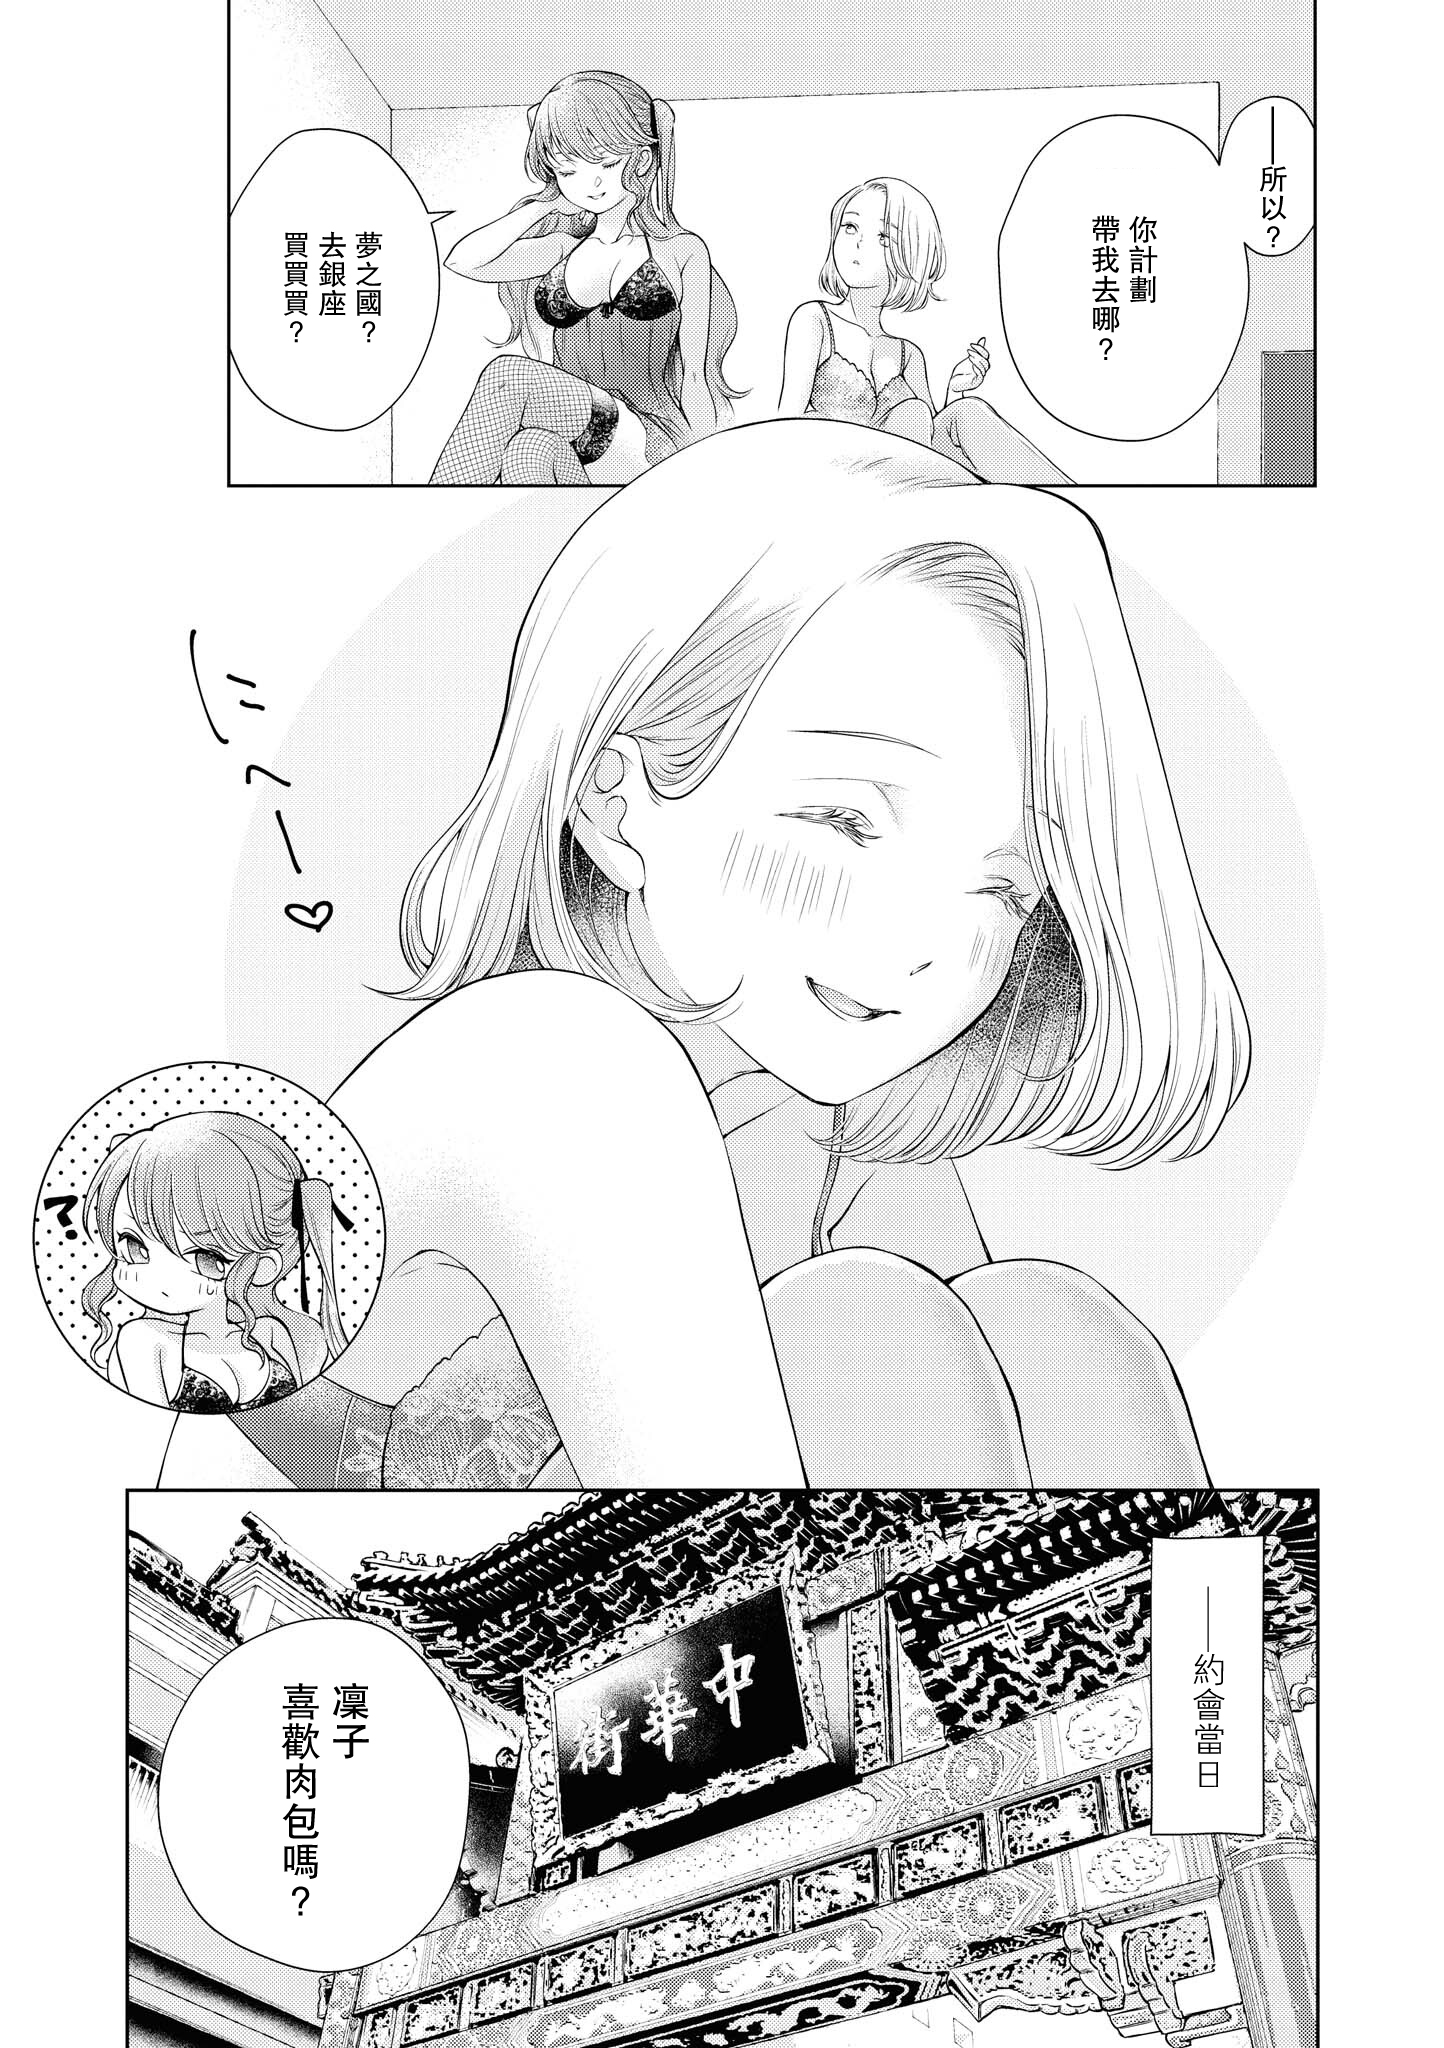 ——所以？
你計劃
帶我去哪？
夢之國？
去銀座
買買買？
ニ
コ
ー
？
——約會當日
中華街
凜子
喜歡肉包嗎？